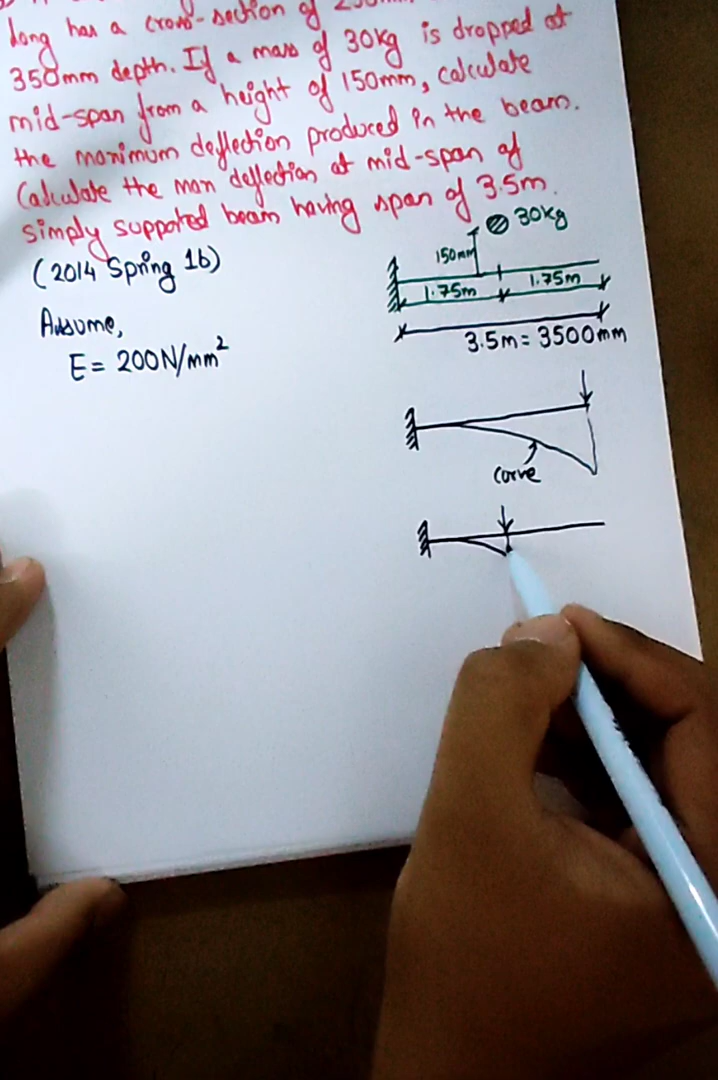 long has a cross-section of
350mm depth. If a mass of 30kg is dropped at
mid-span from a height of 150mm, calculate
the maximum deflection produced in the beam.
Calculate the max deflection at mid-span of
simply supported beam having span of 3.5m.
(2014 Spring 1b)
30kg
150mm
1.75m
1.75m
3.5m = 3500mm
Assume,
E = 200N/mm²
Curve